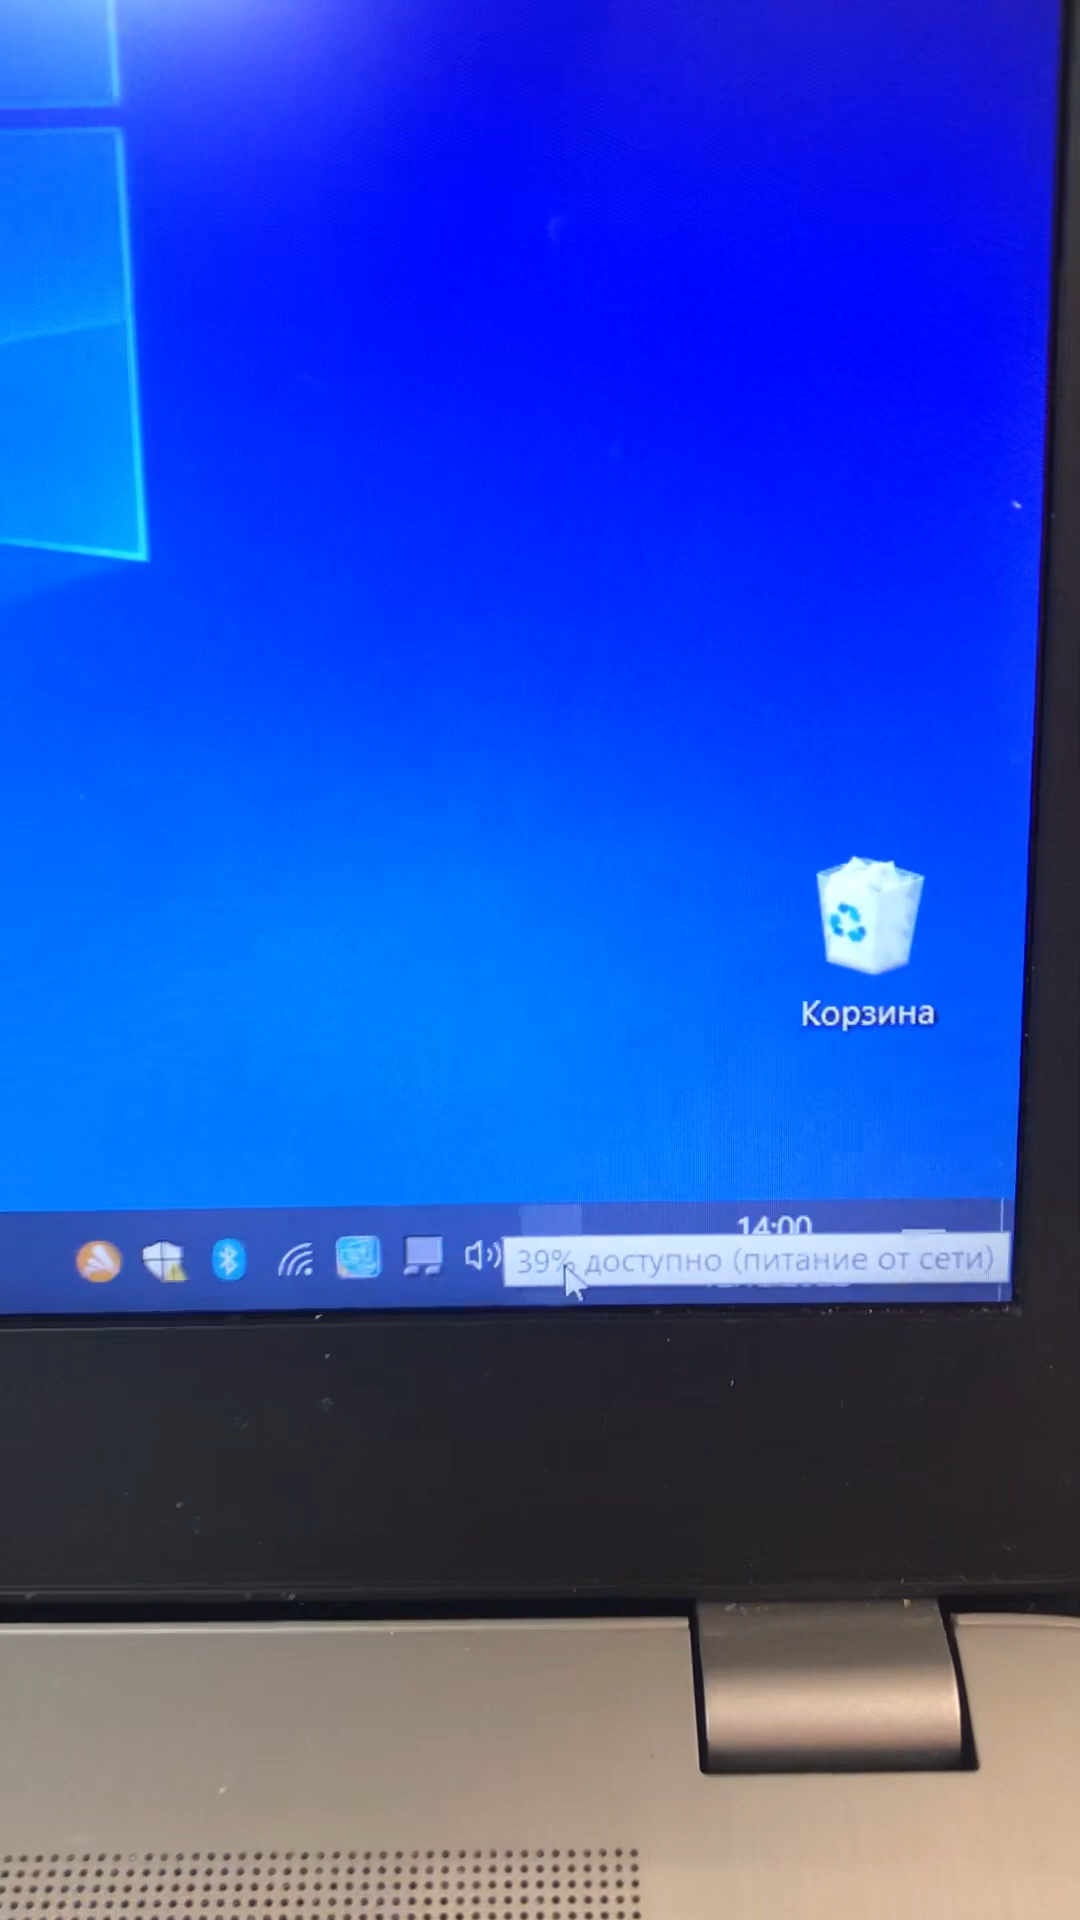 Корзина
14:00
39% доступно (питание от сети)